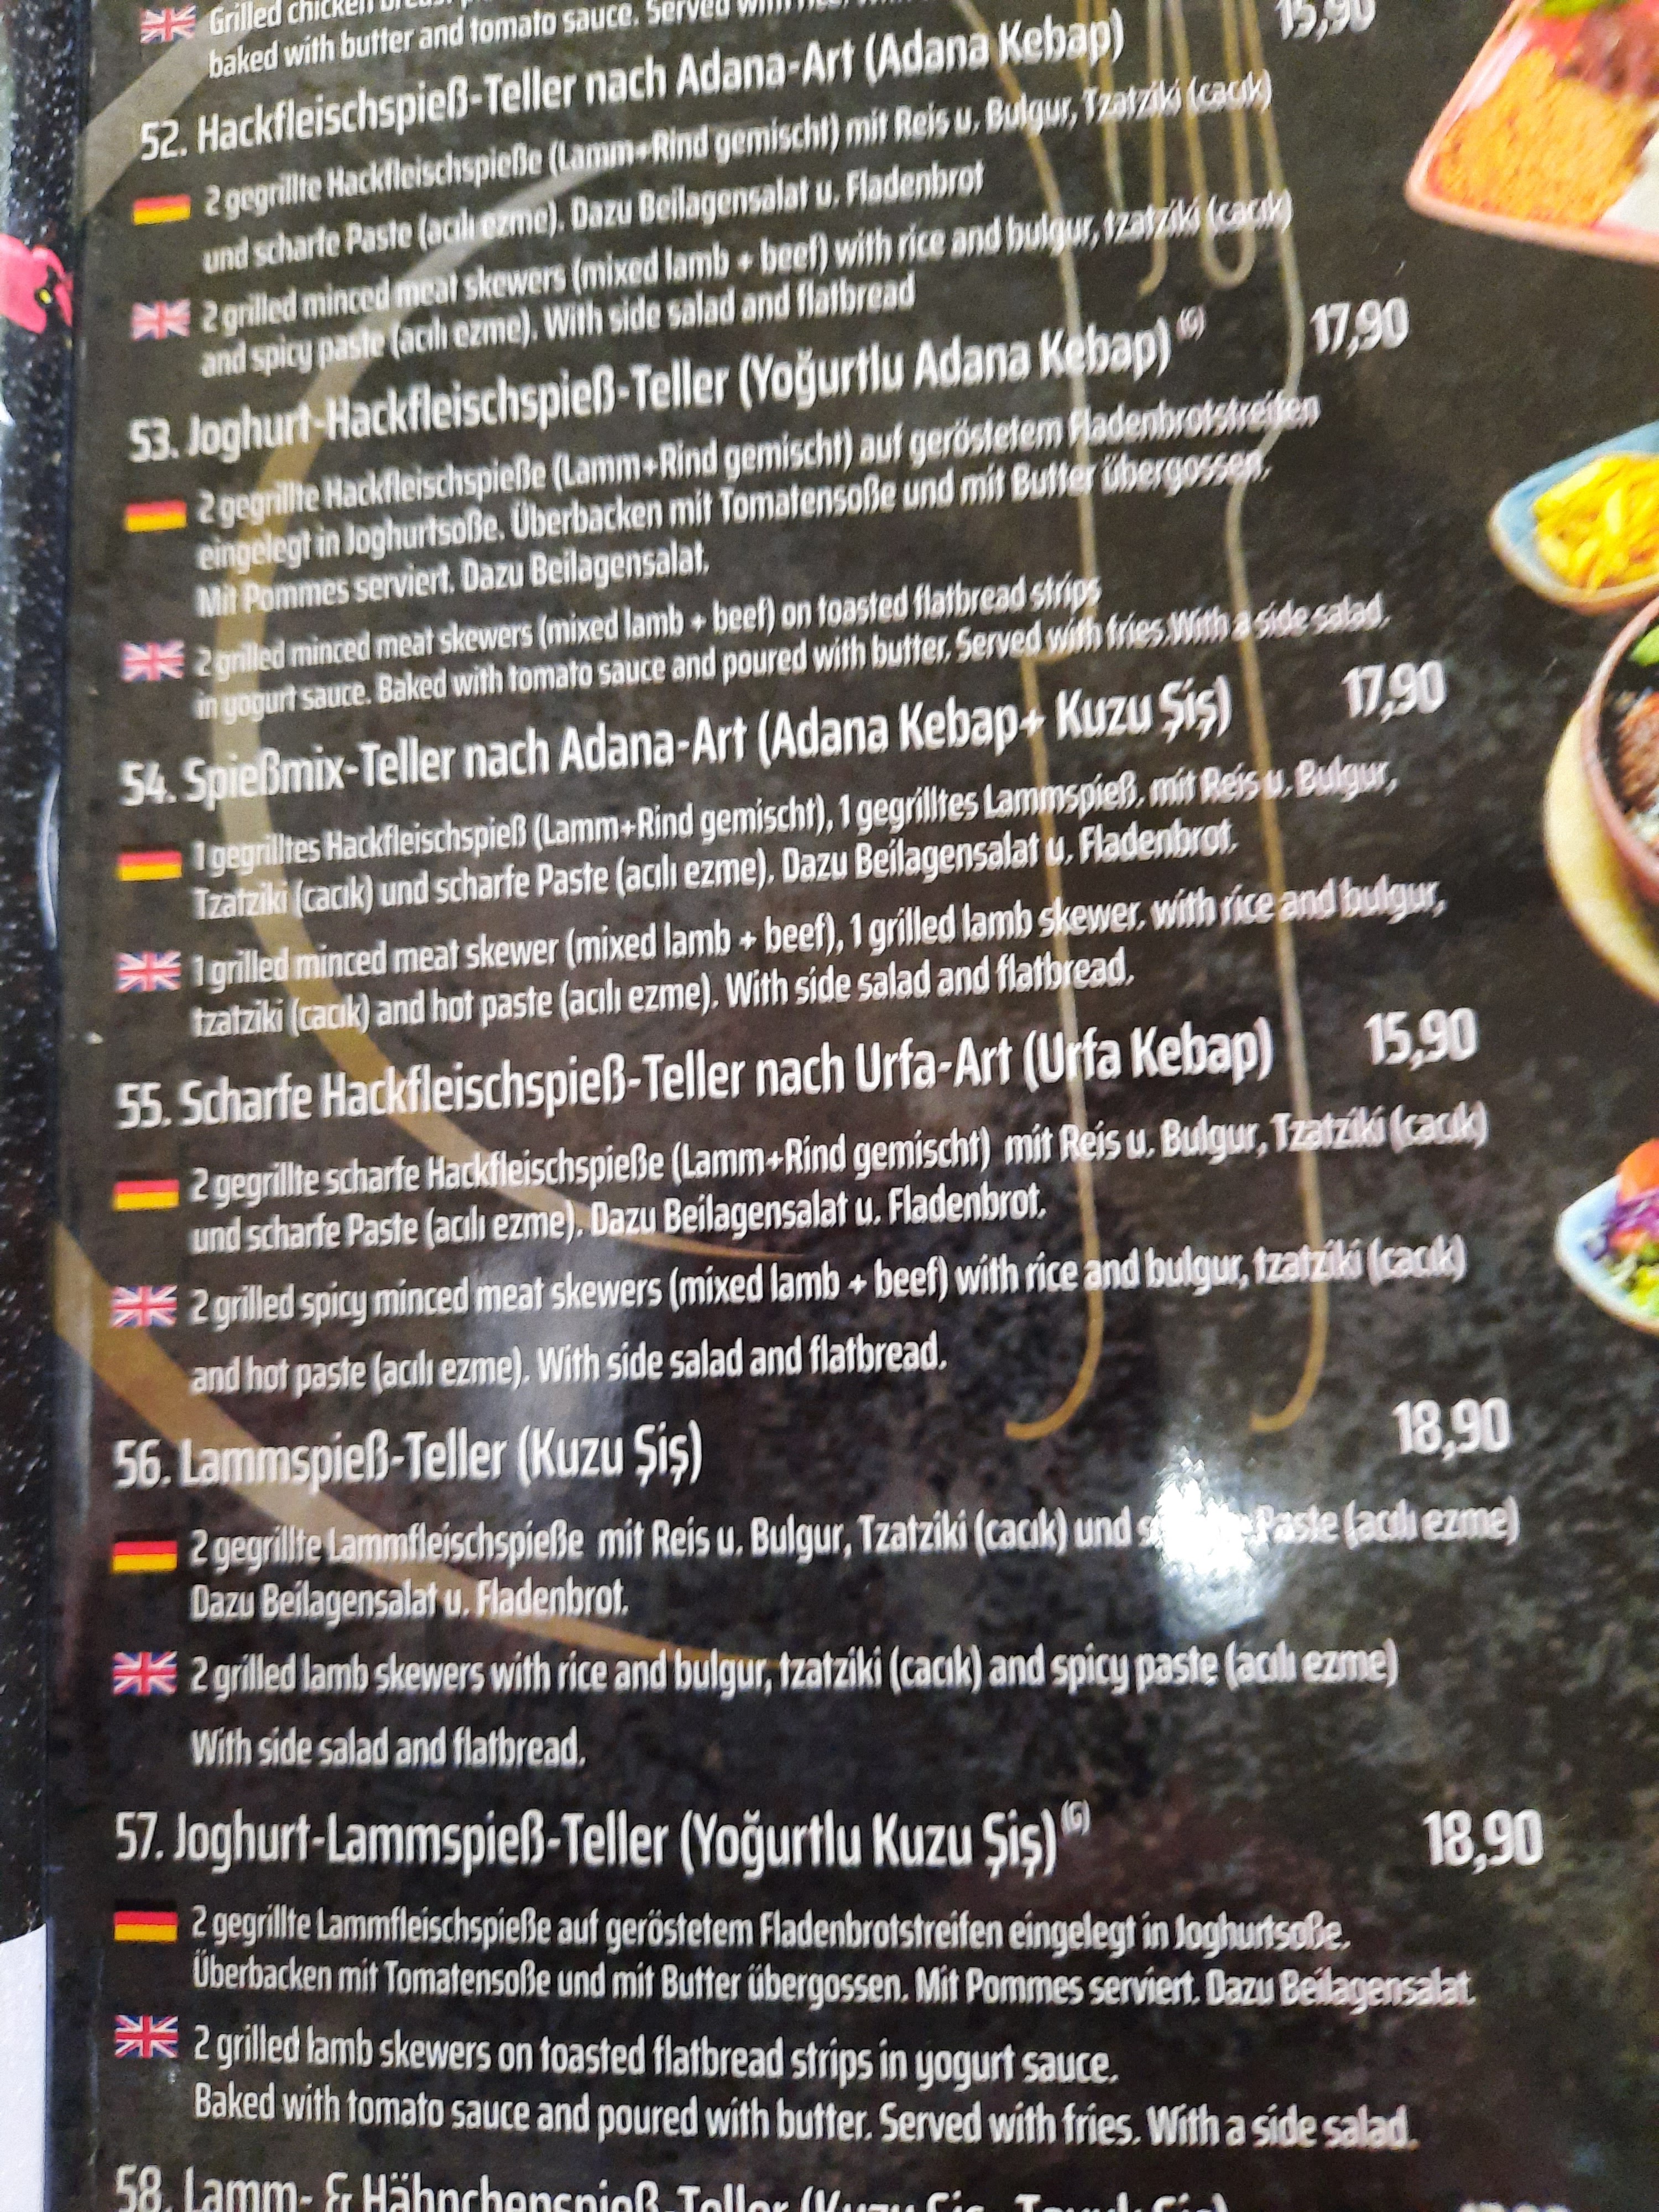 Grilled chicken
baked with butter and tomato sauce. Served with
52. Hackfleischspieß-Teller nach Adana-Art (Adana Kebap) 15,90
2 gegrillte Hackfleischspieße (Lamm+Rind gemischt) mit Reis u. Bulgur, Tzatziki (cacık)
und scharfe Paste (acılı ezme). Dazu Beilagensalat u. Fladenbrot
2 grilled minced meat skewers (mixed lamb + beef) with rice and bulgur, tzatziki (cacık)
and spicy paste (acılı ezme). With side salad and flatbread
53. Joghurt-Hackfleischspieß-Teller (Yoğurtlu Adana Kebap) (G) 17,90
2 gegrillte Hackfleischspieße (Lamm+Rind gemischt) auf geröstetem Fladenbrotstreifen
eingelegt in Joghurtsoße. Überbacken mit Tomatensoße und mit Butter übergossen.
Mit Pommes serviert. Dazu Beilagensalat.
2 grilled minced meat skewers (mixed lamb + beef) on toasted flatbread strips
in yogurt sauce. Baked with tomato sauce and poured with butter. Served with fries.With a side salad.
54. Spießmix-Teller nach Adana-Art (Adana Kebap+ Kuzu Şiş) 17,90
1 gegrilltes Hackfleischspieß (Lamm+Rind gemischt), 1 gegrilltes Lammspieß. mit Reis u. Bulgur,
Tzatziki (cacık) und scharfe Paste (acılı ezme). Dazu Beilagensalat u. Fladenbrot.
1 grilled minced meat skewer (mixed lamb + beef), 1 grilled lamb skewer. with rice and bulgur,
tzatziki (cacık) and hot paste (acılı ezme). With side salad and flatbread.
55. Scharfe Hackfleischspieß-Teller nach Urfa-Art (Urfa Kebap) 15,90
2 gegrillte scharfe Hackfleischspieße (Lamm+Rind gemischt) mit Reis u. Bulgur, Tzatziki (cacık)
und scharfe Paste (acılı ezme). Dazu Beilagensalat u. Fladenbrot.
2 grilled spicy minced meat skewers (mixed lamb + beef) with rice and bulgur, tzatziki (cacık)
and hot paste (acılı ezme). With side salad and flatbread.
56. Lammspieß-Teller (Kuzu Şiş) 18,90
2 gegrillte Lammfleischspieße mit Reis u. Bulgur, Tzatziki (cacık) und Paste (acılı ezme)
Dazu Beilagensalat u. Fladenbrot.
2 grilled lamb skewers with rice and bulgur, tzatziki (cacık) and spicy paste (acılı ezme)
With side salad and flatbread.
57. Joghurt-Lammspieß-Teller (Yoğurtlu Kuzu Şiş) (G) 18,90
2 gegrillte Lammfleischspieße auf geröstetem Fladenbrotstreifen eingelegt in Joghurtsoße.
Überbacken mit Tomatensoße und mit Butter übergossen. Mit Pommes serviert. Dazu Beilagensalat.
2 grilled lamb skewers on toasted flatbread strips in yogurt sauce.
Baked with tomato sauce and poured with butter. Served with fries. With a side salad.
58. Lamm- & Hähnchenspieß-Teller